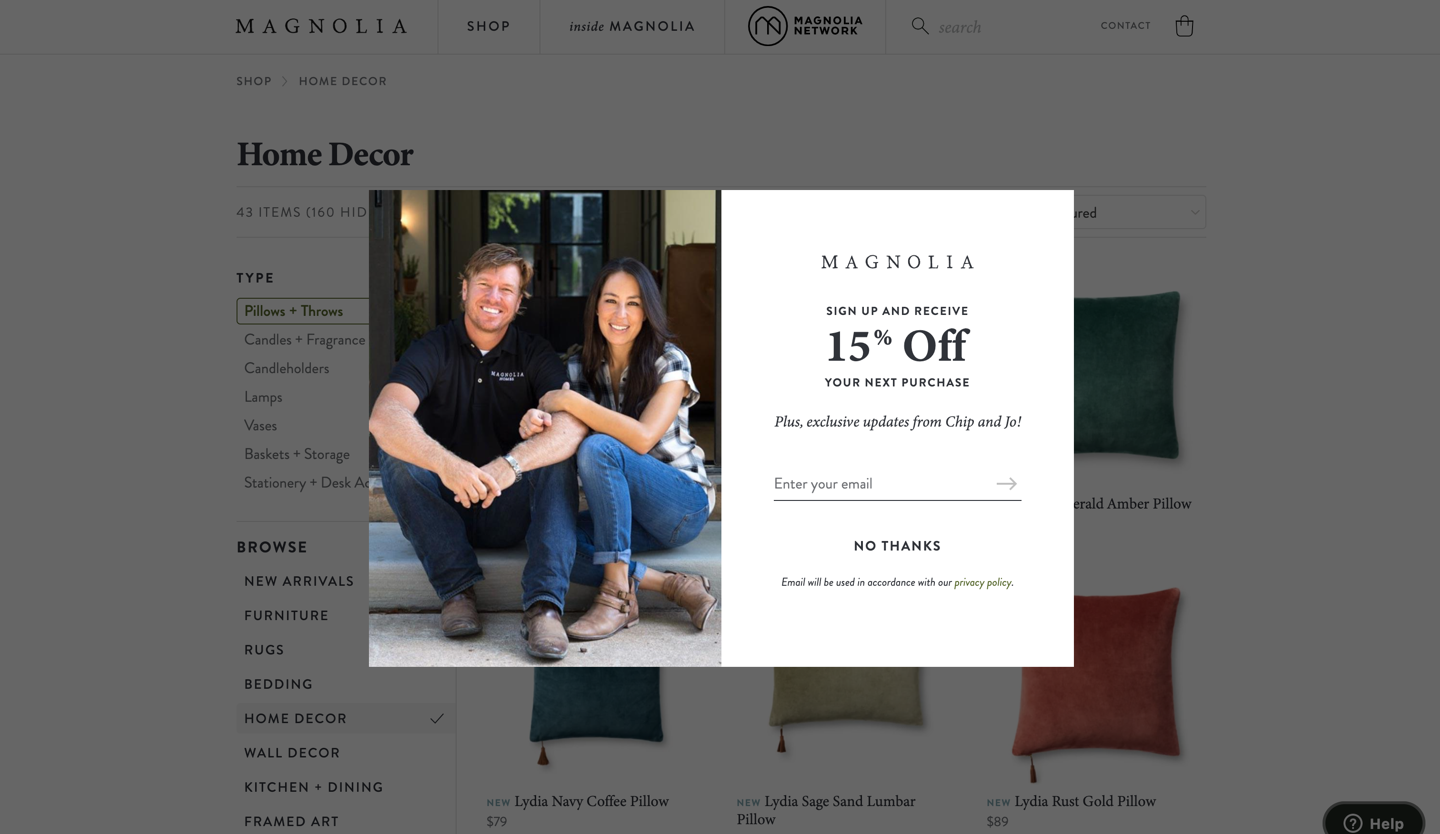 MAGNOLIA
SHOP
inside MAGNOLIA
MAGNOLIA
NETWORK
search
CONTACT
SHOP > HOME DECOR
Home Decor
43 ITEMS (160 HID
ured
TYPE
Pillows + Throws
Candles + Fragrance
Candleholders
Lamps
Vases
Baskets + Storage
Stationery + Desk Ac
BROWSE
NEW ARRIVALS
FURNITURE
RUGS
BEDDING
HOME DECOR
WALL DECOR
KITCHEN + DINING
FRAMED ART
MAGNOLIA
MAGNOLIA
SIGN UP AND RECEIVE
15% Off
YOUR NEXT PURCHASE
Plus, exclusive updates from Chip and Jo!
Enter your email
NO THANKS
Email will be used in accordance with our privacy policy.
erald Amber Pillow
NEW Lydia Navy Coffee Pillow
$79
NEW Lydia Sage Sand Lumbar
Pillow
NEW Lydia Rust Gold Pillow
$89
Help